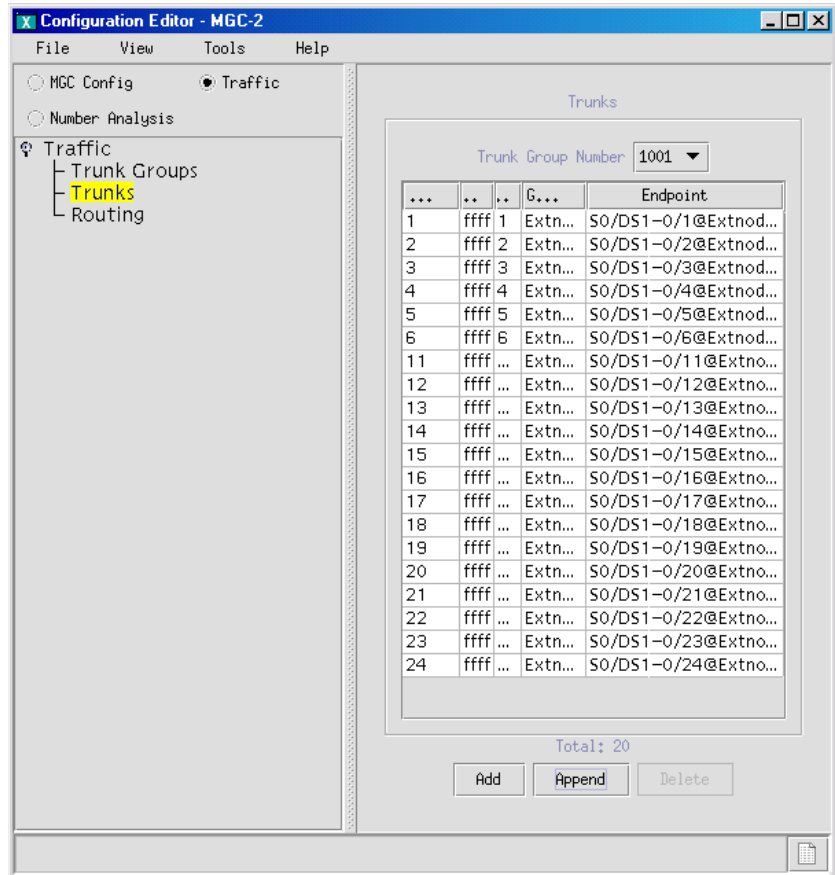 Configuration Editor - MGC-2
File View Tools Help
MGC Config Traffic
Number Analysis
Traffic
Trunk Groups
Trunks
Routing
Trunks
Trunk Group Number 1001
... .. .. G... Endpoint
1 ffff 1 Extn... S0/DS1-0/1@Extnod...
2 ffff 2 Extn... S0/DS1-0/2@Extnod...
3 ffff 3 Extn... S0/DS1-0/3@Extnod...
4 ffff 4 Extn... S0/DS1-0/4@Extnod...
5 ffff 5 Extn... S0/DS1-0/5@Extnod...
6 ffff 6 Extn... S0/DS1-0/6@Extnod...
11 ffff ... Extn... S0/DS1-0/11@Extno...
12 ffff ... Extn... S0/DS1-0/12@Extno...
13 ffff ... Extn... S0/DS1-0/13@Extno...
14 ffff ... Extn... S0/DS1-0/14@Extno...
15 ffff ... Extn... S0/DS1-0/15@Extno...
16 ffff ... Extn... S0/DS1-0/16@Extno...
17 ffff ... Extn... S0/DS1-0/17@Extno...
18 ffff ... Extn... S0/DS1-0/18@Extno...
19 ffff ... Extn... S0/DS1-0/19@Extno...
20 ffff ... Extn... S0/DS1-0/20@Extno...
21 ffff ... Extn... S0/DS1-0/21@Extno...
22 ffff ... Extn... S0/DS1-0/22@Extno...
23 ffff ... Extn... S0/DS1-0/23@Extno...
24 ffff ... Extn... S0/DS1-0/24@Extno...
Total: 20
Add Append Delete